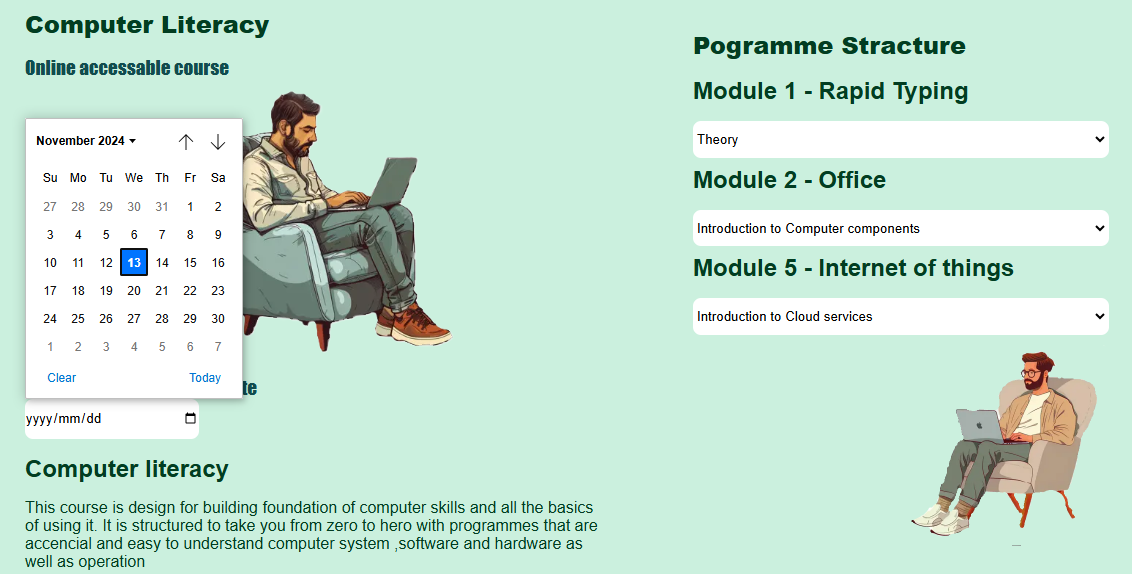 Computer Literacy
Online accessable course
November 2024
Su Mo Tu We Th Fr Sa
27 28 29 30 31 1 2
3 4 5 6 7 8 9
10 11 12 13 14 15 16
17 18 19 20 21 22 23
24 25 26 27 28 29 30
1 2 3 4 5 6 7
Clear Today
yyyy/mm/dd
Computer literacy
This course is design for building foundation of computer skills and all the basics
of using it. It is structured to take you from zero to hero with programmes that are
accencial and easy to understand computer system ,software and hardware as
well as operation
Pogramme Stracture
Module 1 - Rapid Typing
Theory
Module 2 - Office
Introduction to Computer components
Module 5 - Internet of things
Introduction to Cloud services